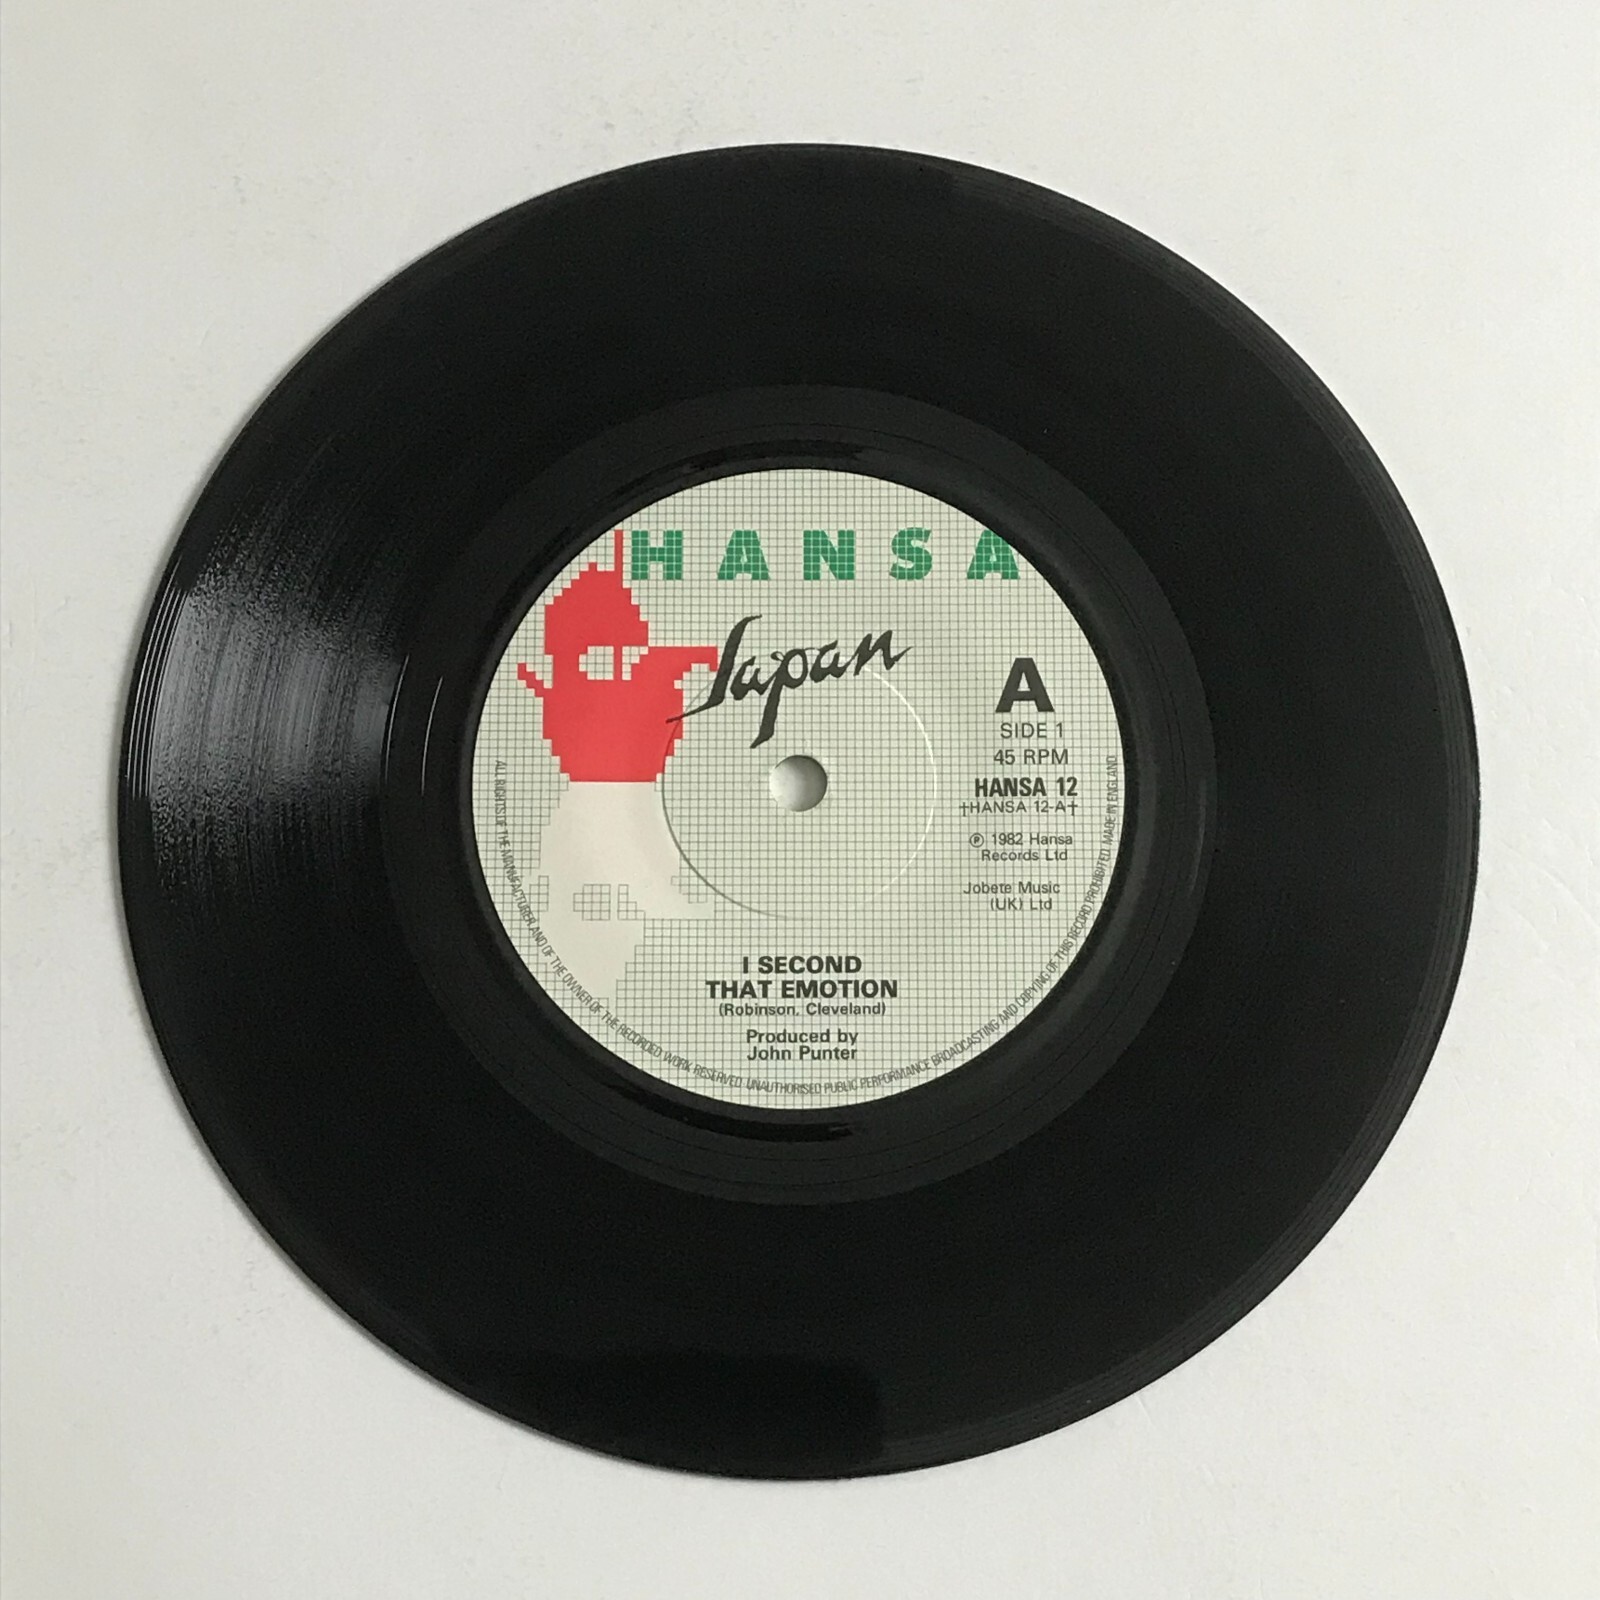 HANSA
Japan
A
SIDE 1
45 RPM
HANSA 12
†HANSA 12-A†
℗ 1982 Hansa
Records Ltd
Jobete Music
(UK) Ltd
I SECOND
THAT EMOTION
(Robinson, Cleveland)
Produced by
John Punter
ALL RIGHTS OF THE MANUFACTURER AND OF THE OWNER OF THE RECORDED WORK RESERVED UNAUTHORISED PUBLIC PERFORMANCE BROADCASTING AND COPYING OF THIS RECORD PROHIBITED MADE IN ENGLAND